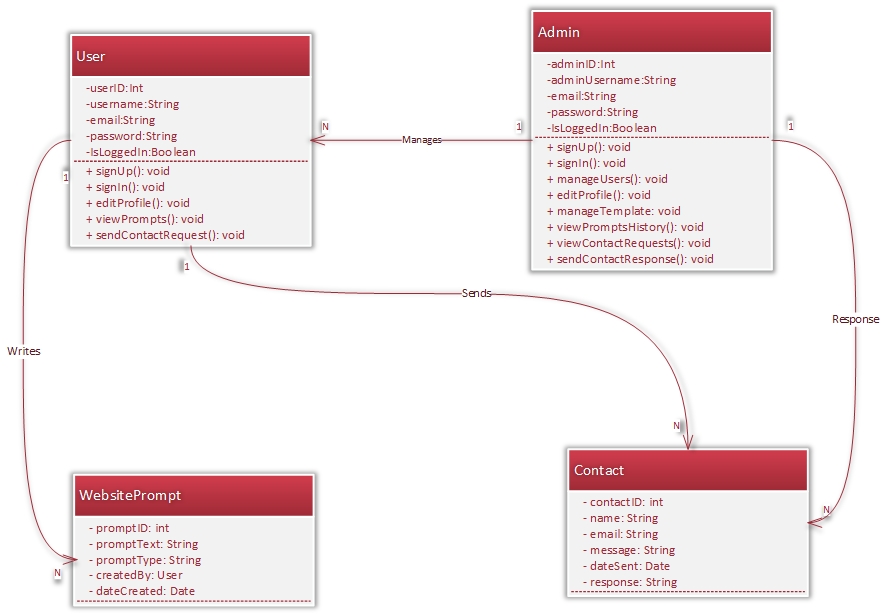 User
-userID:Int
-username:String
-email:String
-password:String
-IsLoggedIn:Boolean
+ signUp(): void
+ signIn(): void
+ editProfile(): void
+ viewPrompts(): void
+ sendContactRequest(): void
Admin
-adminID:Int
-adminUsername:String
-email:String
-password:String
-IsLoggedIn:Boolean
+ signUp(): void
+ signIn(): void
+ manageUsers(): void
+ editProfile(): void
+ manageTemplate: void
+ viewPromptsHistory(): void
+ viewContactRequests(): void
+ sendContactResponse(): void
N
Manages
1
1
1
1
Sends
Response
Writes
N
N
N
WebsitePrompt
- promptID: int
- promptText: String
- promptType: String
- createdBy: User
- dateCreated: Date
Contact
- contactID: int
- name: String
- email: String
- message: String
- dateSent: Date
- response: String